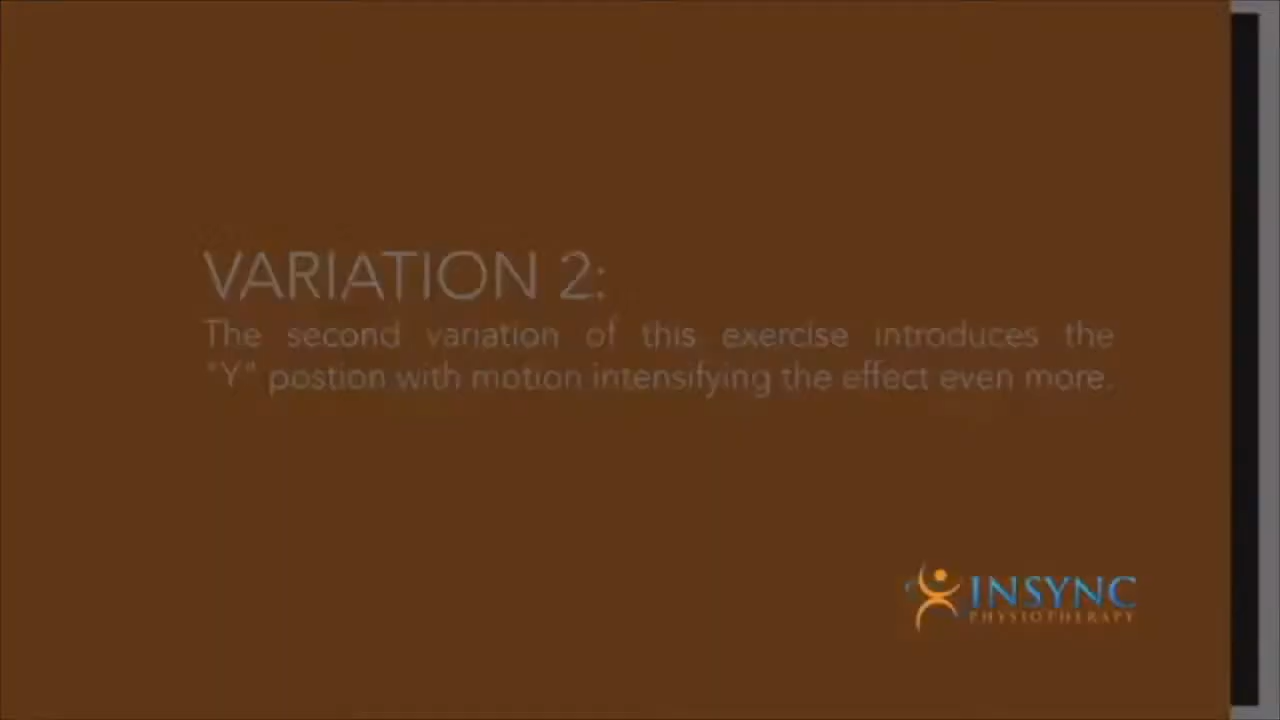 VARIATION 2:
The second variation of this exercise introduces the
"Y" postion with motion intensifying the effect even more.
INSYNC
PHYSIOTHERAPY